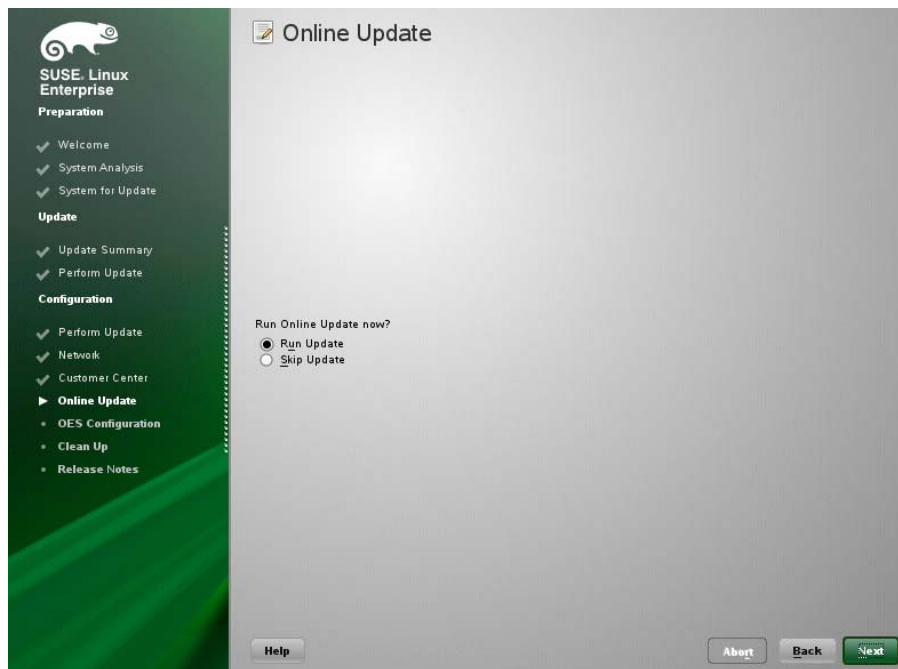 SUSE. Linux
Enterprise
Preparation
Welcome
System Analysis
System for Update
Update
Update Summary
Perform Update
Configuration
Perform Update
Network
Customer Center
Online Update
OES Configuration
Clean Up
Release Notes
Online Update
Run Online Update now?
Run Update
Skip Update
Help
Abort
Back
Next